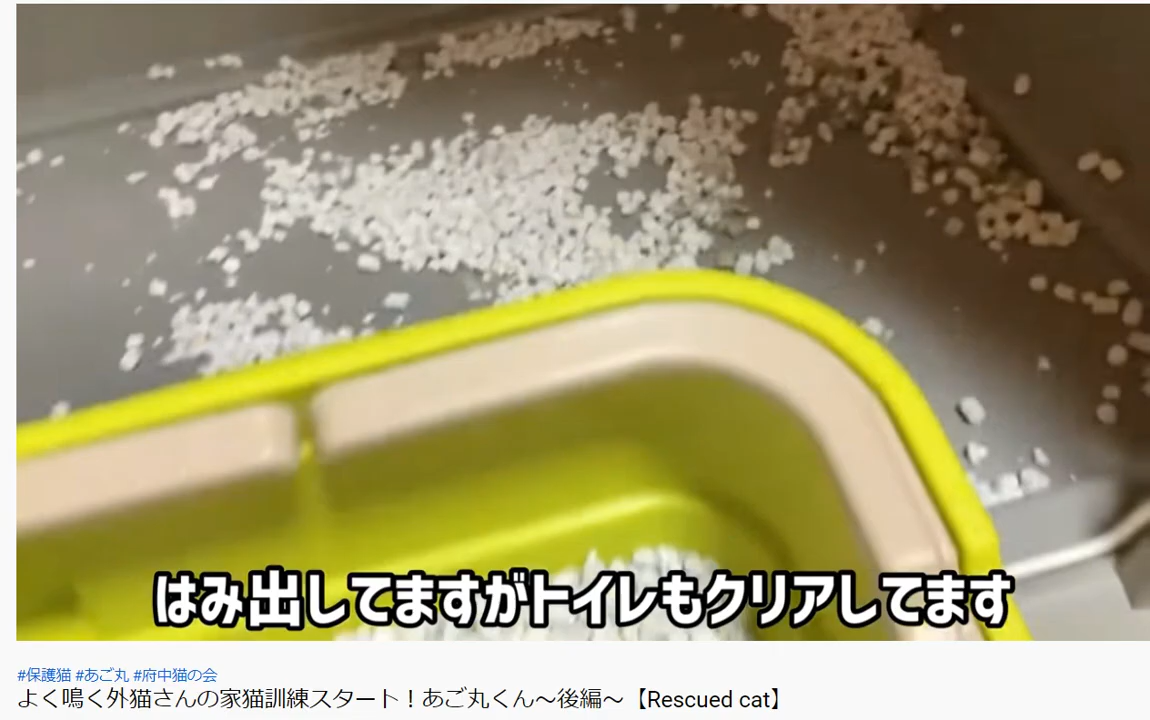 はみ出してますがトイレもクリアしてます
#保護猫 #あご丸 #府中猫の会
よく鳴く外猫さんの家猫訓練スタート！あご丸くん～後編～【Rescued cat】